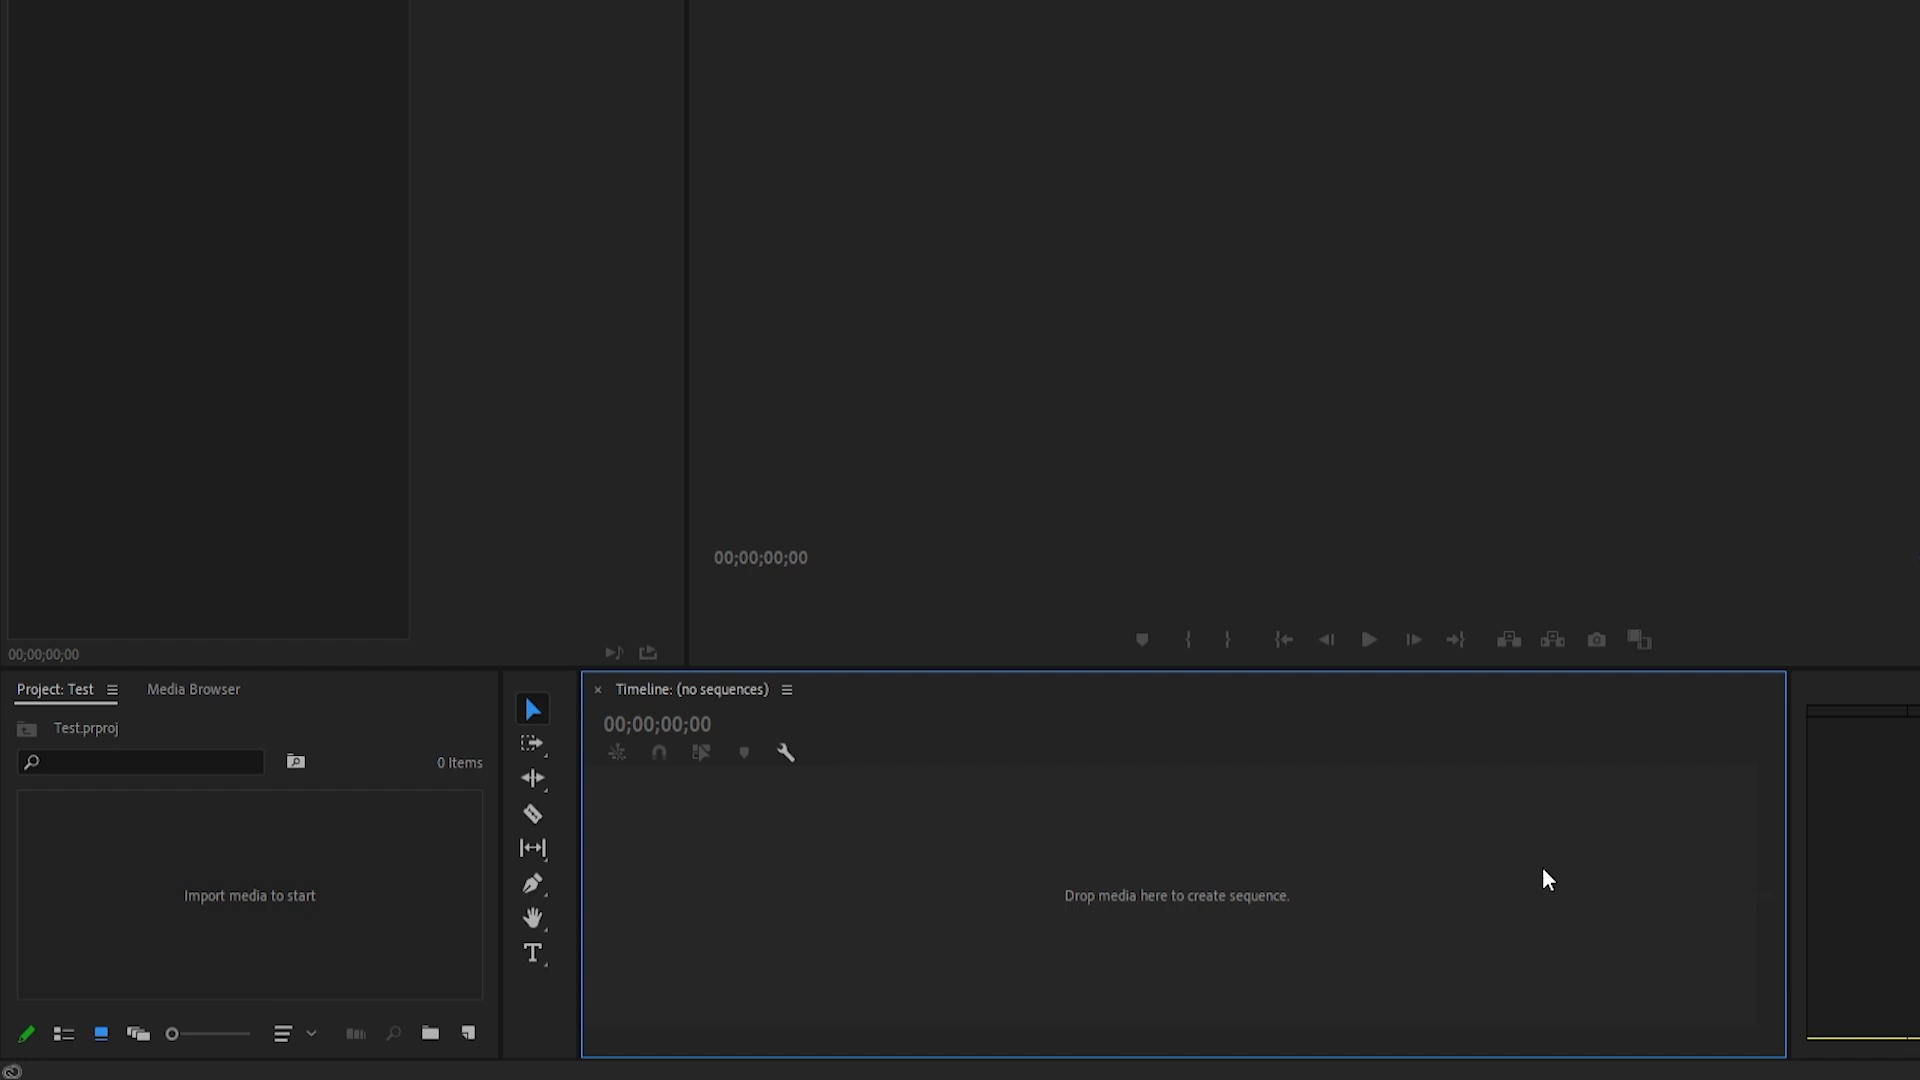 00;00;00;00
00;00;00;00
Project: Test
Media Browser
Test.prproj
0 Items
Import media to start
Timeline: (no sequences)
00;00;00;00
Drop media here to create sequence.